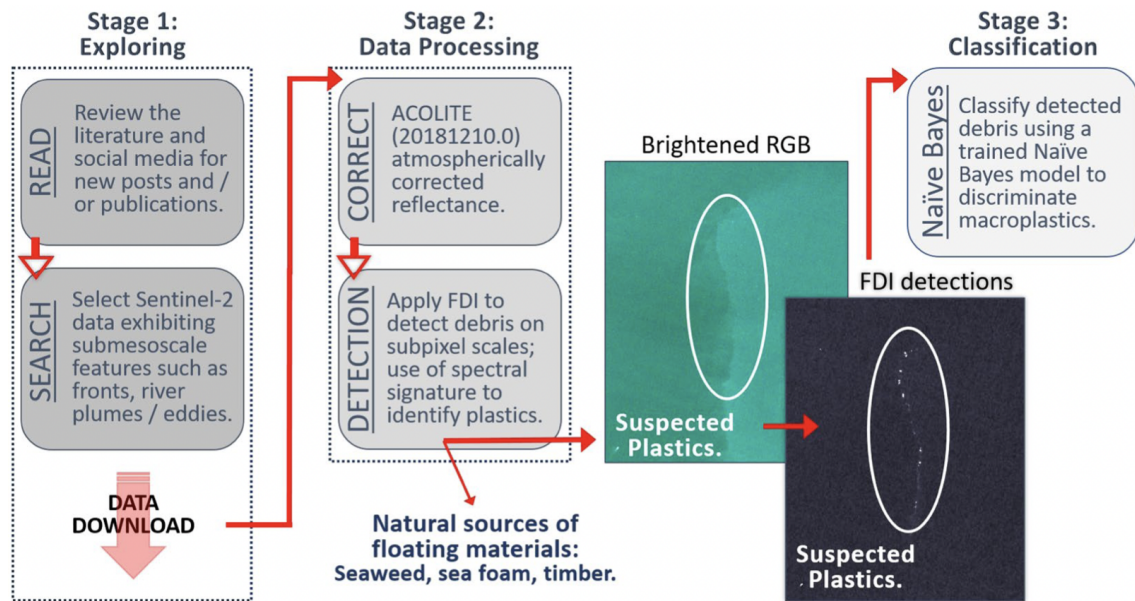 Stage 1:
Exploring
READ
Review the
literature and
social media for
new posts and /
or publications.
SEARCH
Select Sentinel-2
data exhibiting
submesoscale
features such as
fronts, river
plumes / eddies.
DATA
DOWNLOAD
Stage 2:
Data Processing
CORRECT
ACOLITE
(20181210.0)
atmospherically
corrected
reflectance.
DETECTION
Apply FDI to
detect debris on
subpixel scales;
use of spectral
signature to
identify plastics.
Natural sources of
floating materials:
Seaweed, sea foam, timber.
Brightened RGB
Suspected
Plastics.
FDI detections
Suspected
Plastics.
Stage 3:
Classification
Naïve Bayes
Classify detected
debris using a
trained Naïve
Bayes model to
discriminate
macroplastics.